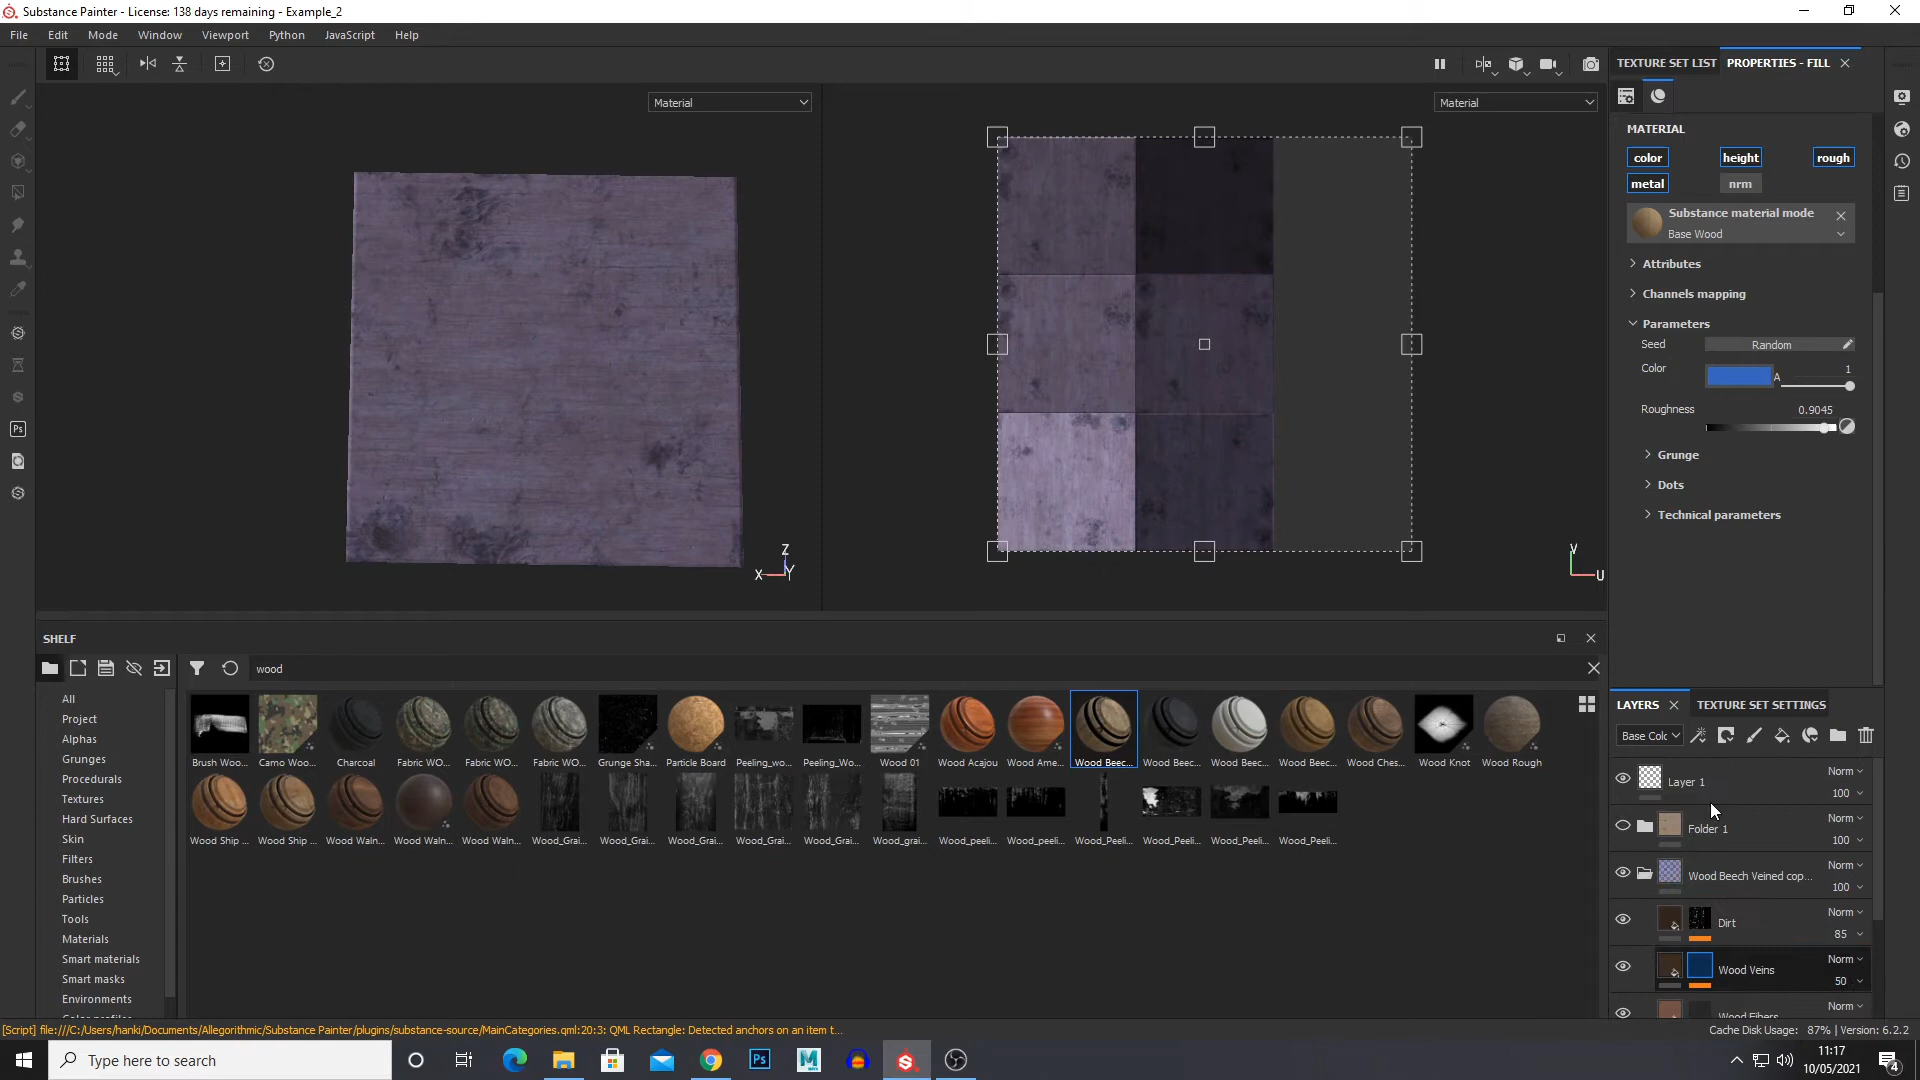 Substance Painter - License: 138 days remaining - Example_2
File Edit Mode Window Viewport Python JavaScript Help
TEXTURE SET LIST PROPERTIES - FILL
Material
Material
MATERIAL
color height rough
metal nrm
Substance material mode
Base Wood
Attributes
Channels mapping
Parameters
Seed Random
Color A 1
Roughness 0.9045
Grunge
Dots
Technical parameters
Z
X Y
V
U
SHELF
wood
All
Project
Alphas
Grunges
Procedurals
Textures
Hard Surfaces
Skin
Filters
Brushes
Particles
Tools
Materials
Smart materials
Smart masks
Environments
Brush Woo... Camo Woo... Charcoal Fabric WO... Fabric WO... Fabric WO... Grunge Sha... Particle Board Peeling_wo... Peeling_Wo... Wood 01 Wood Acajou Wood Ame... Wood Beec... Wood Beec... Wood Beec... Wood Beec... Wood Ches... Wood Knot Wood Rough
Wood Ship ... Wood Ship ... Wood Waln... Wood Waln... Wood Waln... Wood_Grai... Wood_Grai... Wood_Grai... Wood_Grai... Wood_Grai... Wood_grai... Wood_peeli... Wood_peeli... Wood_Peeli... Wood_Peeli... Wood_Peeli... Wood_Peeli...
LAYERS TEXTURE SET SETTINGS
Base Colc
Layer 1 Norm
100
Folder 1 Norm
100
Wood Beech Veined cop... Norm
100
Dirt Norm
85
Wood Veins Norm
50
Wood Fibers Norm
[Script] file:///C:/Users/hanki/Documents/Allegorithmic/Substance Painter/plugins/substance-source/MainCategories.qml:20:3: QML Rectangle: Detected anchors on an item t...
Cache Disk Usage: 87% | Version: 6.2.2
Type here to search
Ps
11:17
10/05/2021
4